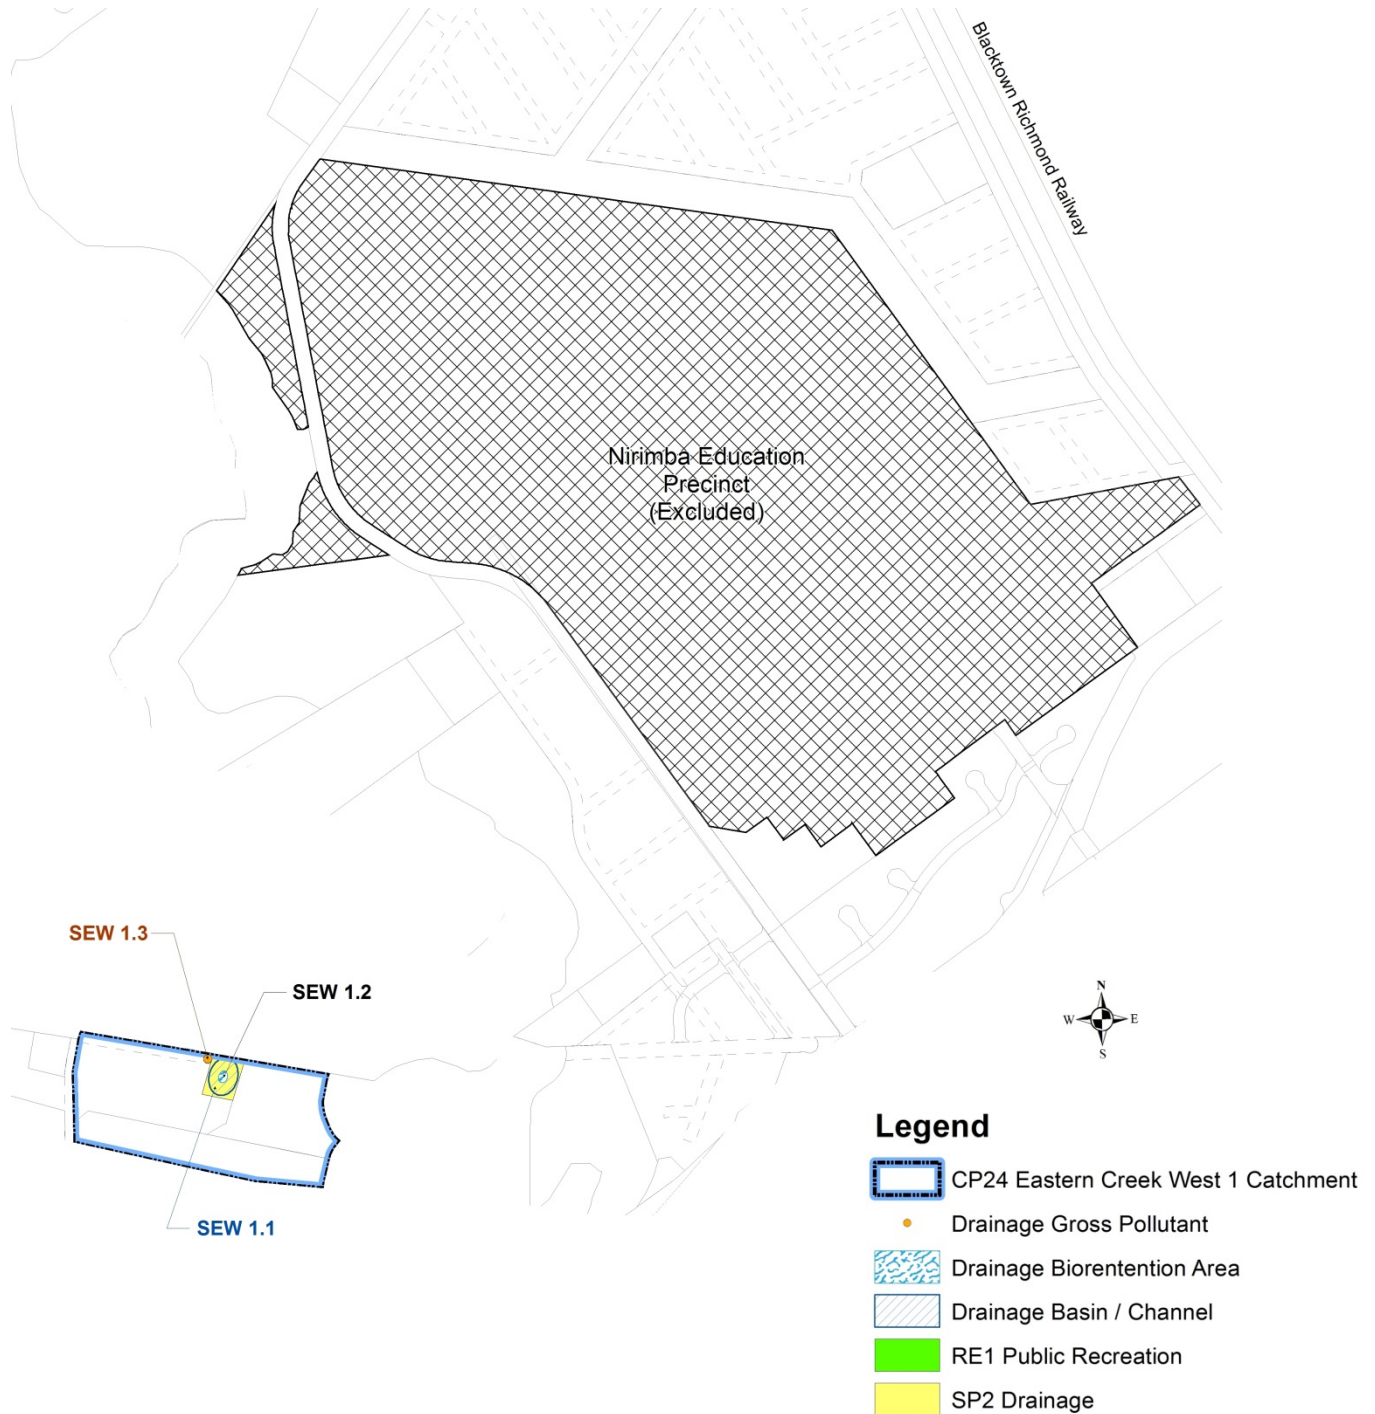 Blacktown Richmond Railway
Nirimba Education
Precinct
(Excluded)
SEW 1.3
SEW 1.2
N
W
E
S
SEW 1.1
Legend
CP24 Eastern Creek West 1 Catchment
Drainage Gross Pollutant
Drainage Biorentention Area
Drainage Basin / Channel
RE1 Public Recreation
SP2 Drainage